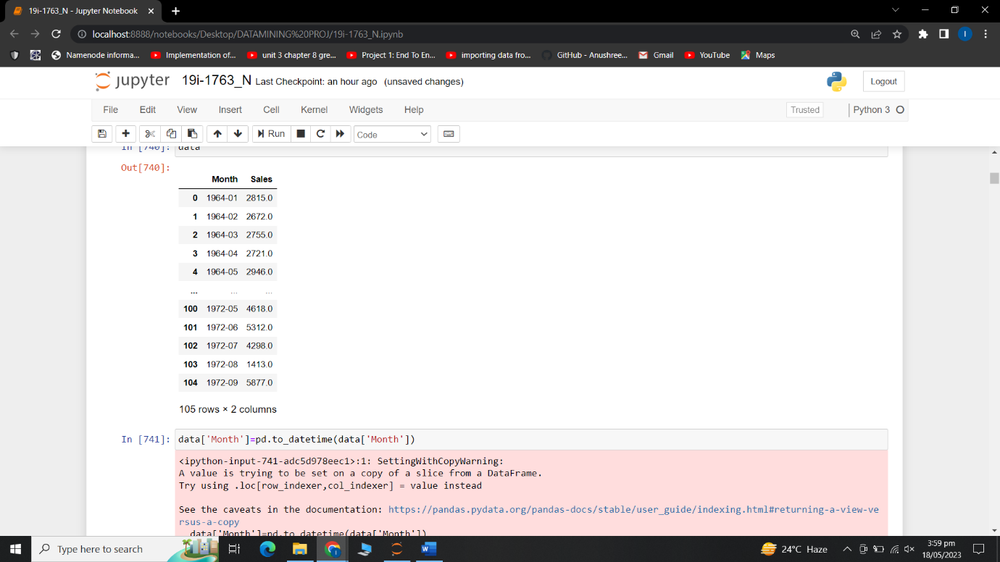 19i-1763_N - Jupyter Notebook
localhost:8888/notebooks/Desktop/DATAMINING%20PROJ/19i-1763_N.ipynb
Namenode informa... Implementation of... unit 3 chapter 8 gre... Project 1: End To En... importing data fro... GitHub - Anushree... Gmail YouTube Maps
jupyter 19i-1763_N Last Checkpoint: an hour ago (unsaved changes) Logout
File Edit View Insert Cell Kernel Widgets Help Trusted Python 3
Run Code
In [740]: data
Out[740]:
Month Sales
0 1964-01 2815.0
1 1964-02 2672.0
2 1964-03 2755.0
3 1964-04 2721.0
4 1964-05 2946.0
... ... ...
100 1972-05 4618.0
101 1972-06 5312.0
102 1972-07 4298.0
103 1972-08 1413.0
104 1972-09 5877.0
105 rows × 2 columns
In [741]: data['Month']=pd.to_datetime(data['Month'])
<ipython-input-741-adc5d978eec1>:1: SettingWithCopyWarning:
A value is trying to be set on a copy of a slice from a DataFrame.
Try using .loc[row_indexer,col_indexer] = value instead
See the caveats in the documentation: https://pandas.pydata.org/pandas-docs/stable/user_guide/indexing.html#returning-a-view-ve
rsus-a-copy
data['Month']=pd.to_datetime(data['Month'])
Type here to search
24°C Haze
3:59 pm
18/05/2023